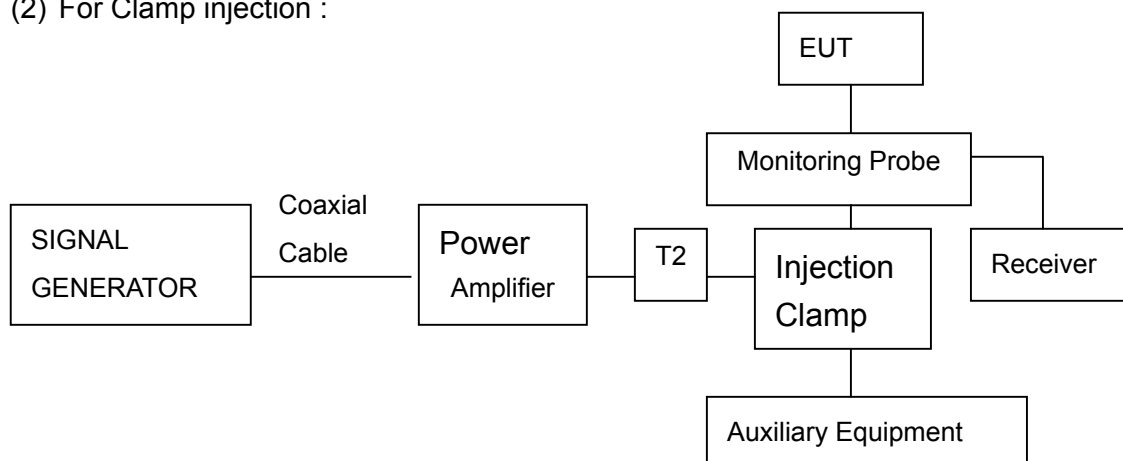 (2) For Clamp injection :
EUT
Monitoring Probe
Coaxial
Cable
SIGNAL
GENERATOR
Power
Amplifier
T2
Injection
Clamp
Receiver
Auxiliary Equipment